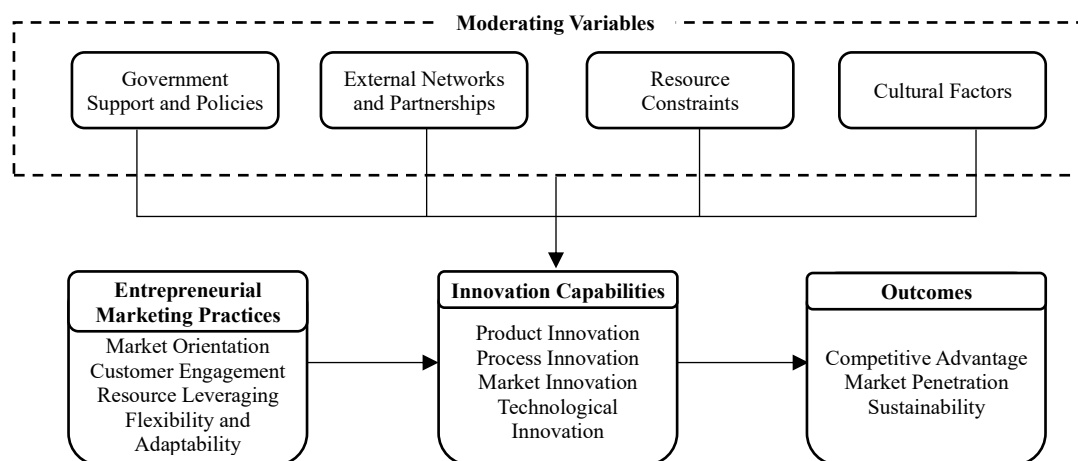 Moderating Variables
Government
Support and Policies
External Networks
and Partnerships
Resource
Constraints
Cultural Factors
Entrepreneurial
Marketing Practices
Market Orientation
Customer Engagement
Resource Leveraging
Flexibility and
Adaptability
Innovation Capabilities
Product Innovation
Process Innovation
Market Innovation
Technological
Innovation
Outcomes
Competitive Advantage
Market Penetration
Sustainability